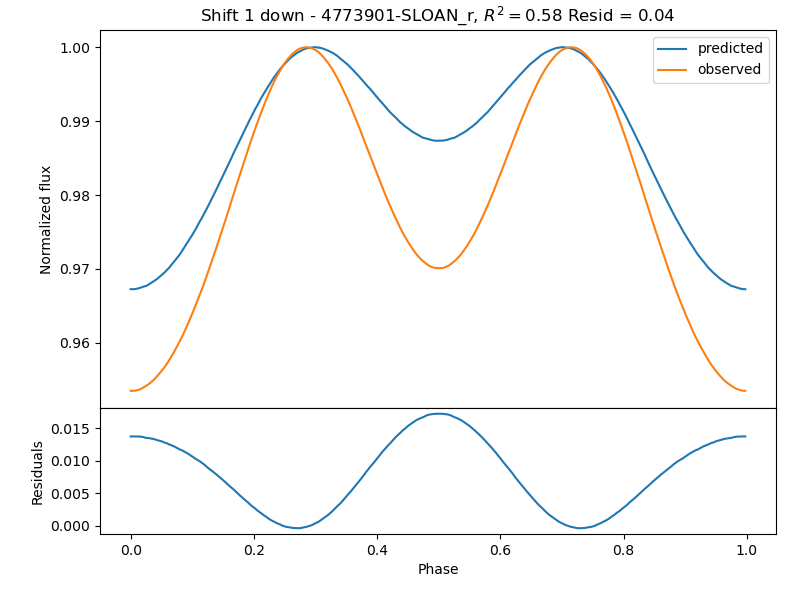 Shift 1 down - 4773901-SLOAN_r, $R^2 = 0.58$ Resid = 0.04
predicted
observed
1.00
0.99
0.98
0.97
0.96
Normalized flux
0.015
0.010
0.005
0.000
Residuals
0.0 0.2 0.4 0.6 0.8 1.0
Phase